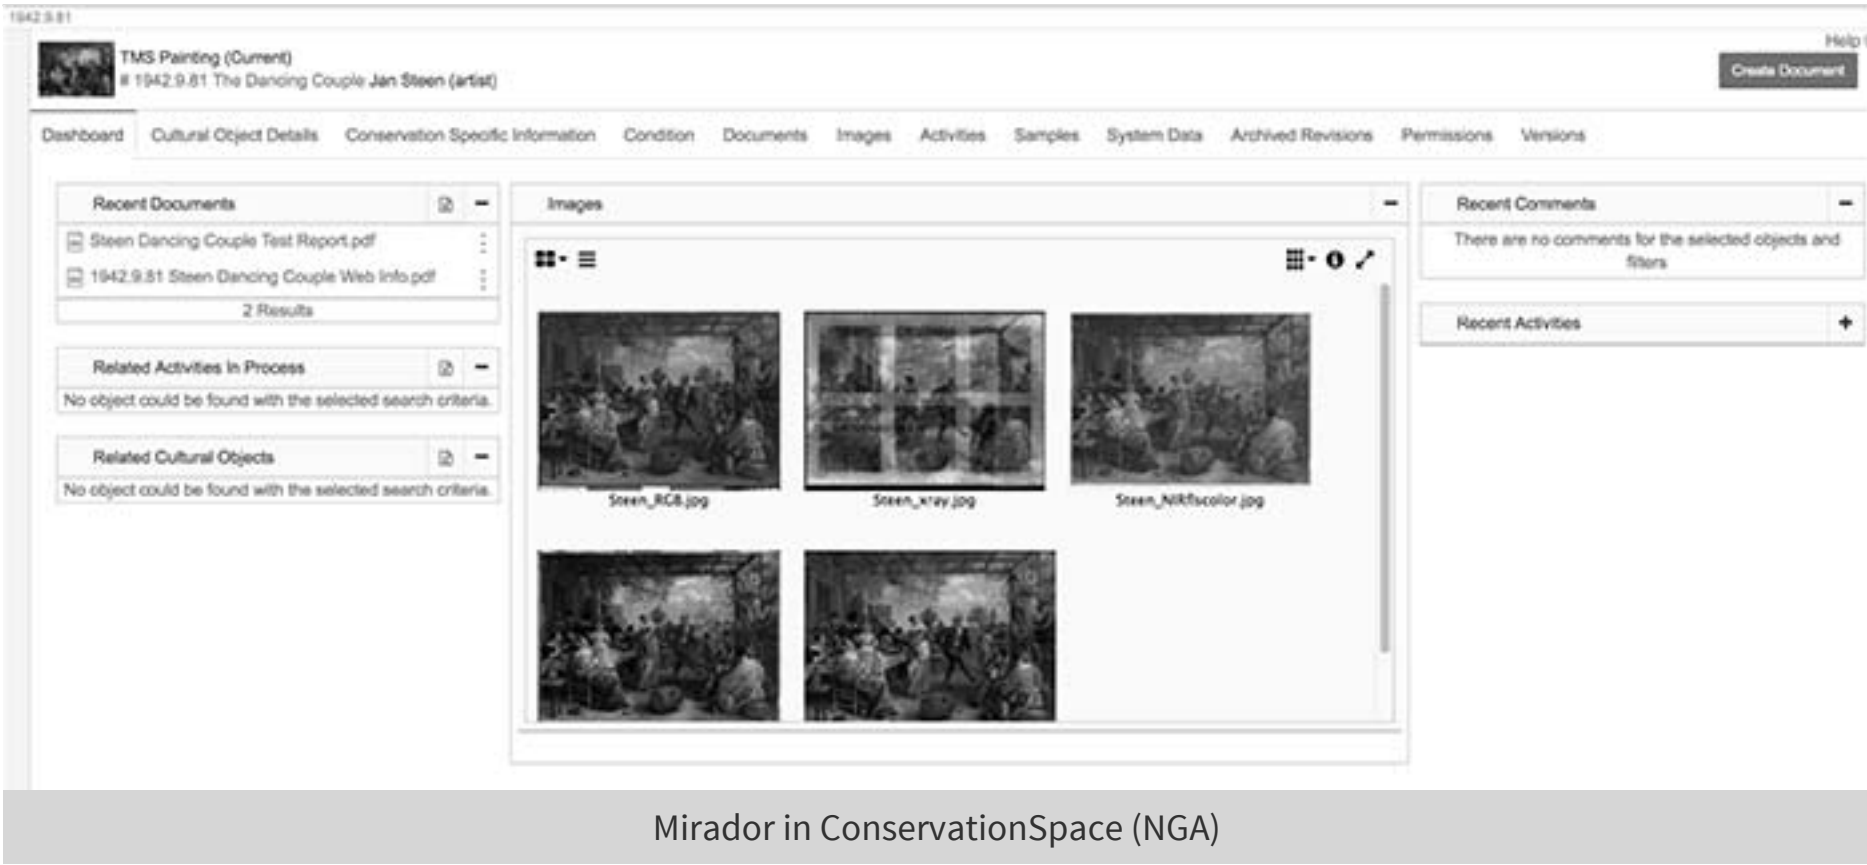 1942.9.81
Help
TMS Painting (Current)
# 1942.9.81 The Dancing Couple Jan Steen (artist)
Create Document
Dashboard Cultural Object Details Conservation Specific Information Condition Documents Images Activities Samples System Data Archived Revisions Permissions Versions
Recent Documents
Steen Dancing Couple Test Report.pdf
1942.9.81 Steen Dancing Couple Web Info.pdf
2 Results
Related Activities In Process
No object could be found with the selected search criteria.
Related Cultural Objects
No object could be found with the selected search criteria.
Images
Steen_RGB.jpg
Steen_xray.jpg
Steen_NIRfscolor.jpg
Recent Comments
There are no comments for the selected objects and
filters
Recent Activities
Mirador in ConservationSpace (NGA)